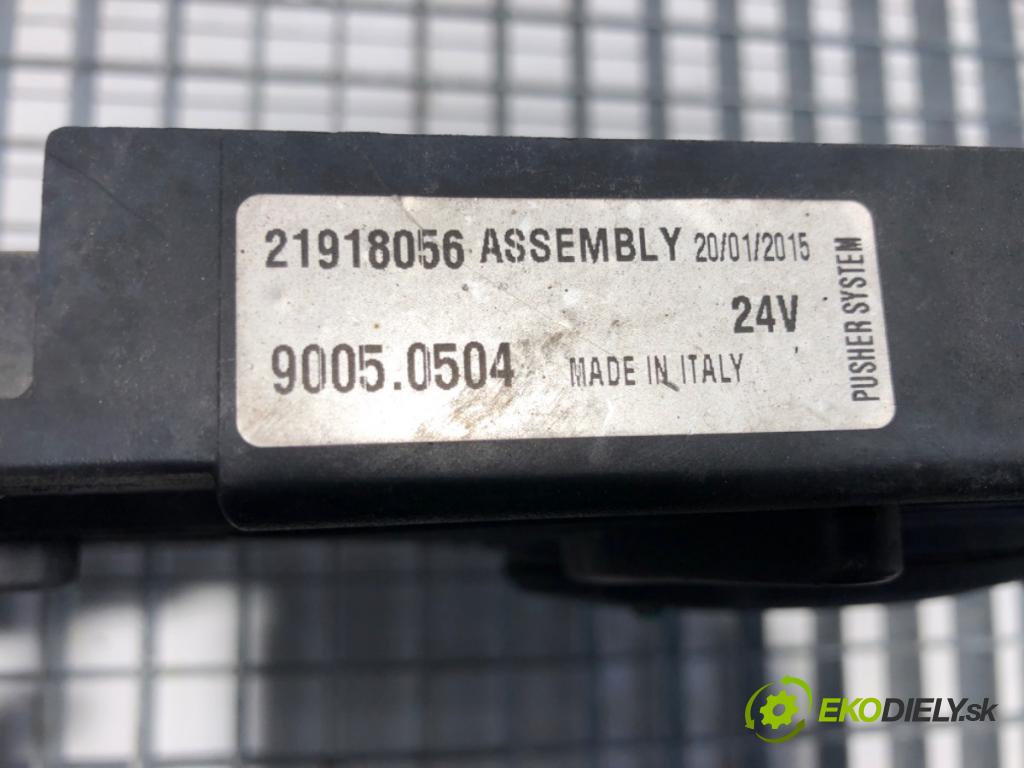 21918056 ASSEMBLY 20/01/2015
24V
9005.0504 MADE IN ITALY
PUSHER SYSTEM
EKODIELY.sk